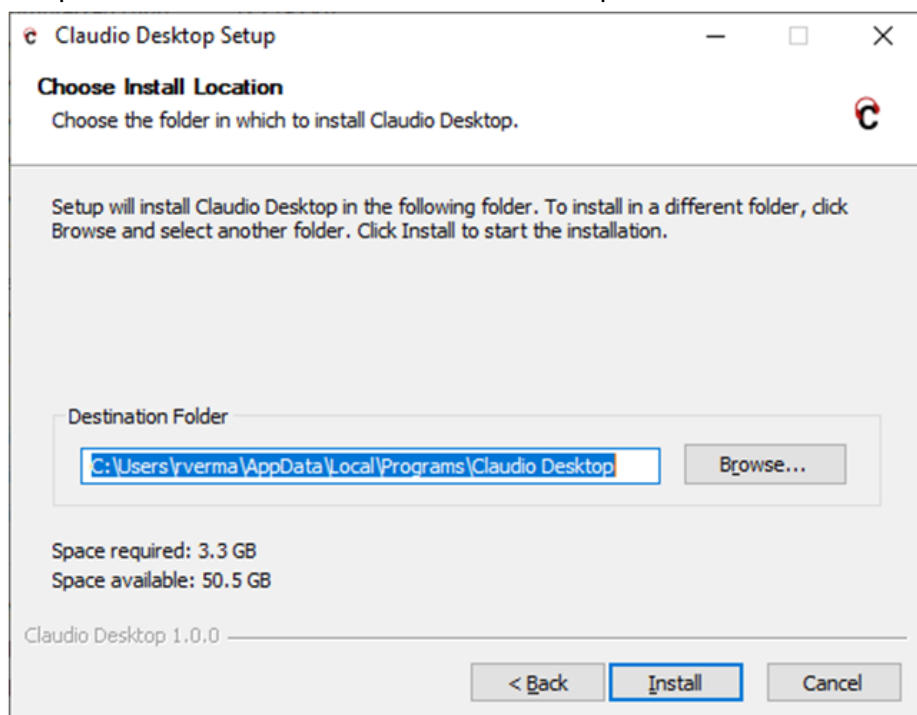 Claudio Desktop Setup
Choose Install Location
Choose the folder in which to install Claudio Desktop.
C
Setup will install Claudio Desktop in the following folder. To install in a different folder, click
Browse and select another folder. Click Install to start the installation.
Destination Folder
C:\Users\rverma\AppData\Local\Programs\Claudio Desktop
Browse...
Space required: 3.3 GB
Space available: 50.5 GB
Claudio Desktop 1.0.0
< Back
Install
Cancel